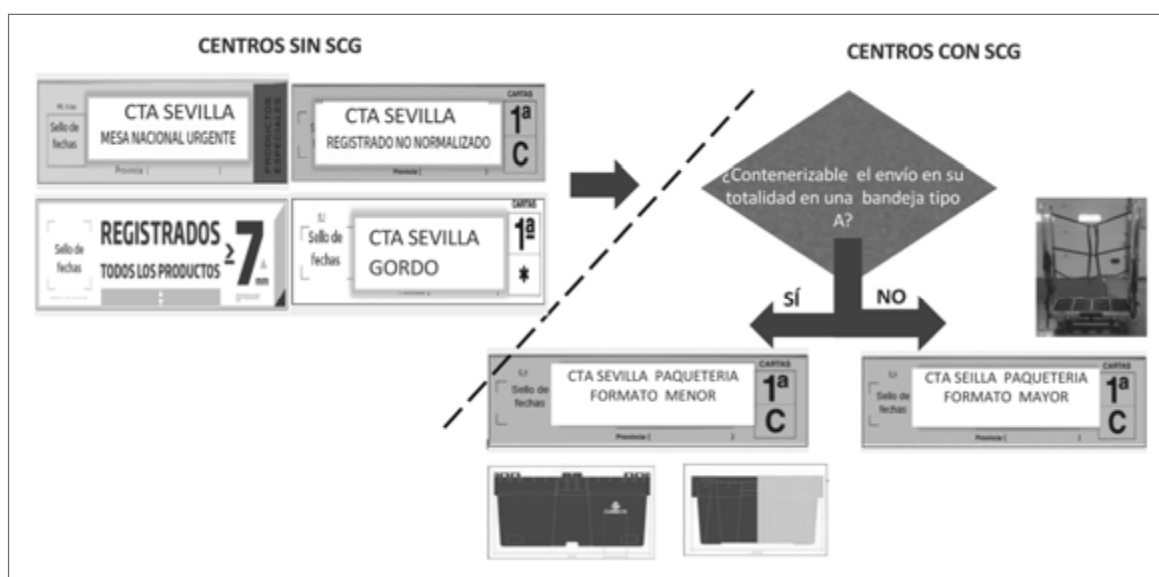 CENTROS SIN SCG
CENTROS CON SCG
CTA SEVILLA
MESA NACIONAL URGENTE
Sello de
fechas
Provincia (                )
PRODUCTOS
ESPECIALES
CTA SEVILLA
REGISTRADO NO NORMALIZADO
CARTAS
1ª
C
Provincia (                )
Sello de
fechas
REGISTRADOS
TODOS LOS PRODUCTOS
≥7
mm
grosor
Sello de
fechas
CTA SEVILLA
GORDO
CARTAS
1ª
*
¿Contenerizable el envío en su
totalidad en una bandeja tipo
A?
SÍ
NO
Sello de
fechas
CTA SEVILLA PAQUETERIA
FORMATO MENOR
CARTAS
1ª
C
Provincia (                )
Sello de
fechas
CTA SEILLA PAQUETERIA
FORMATO MAYOR
CARTAS
1ª
C
Provincia (                )